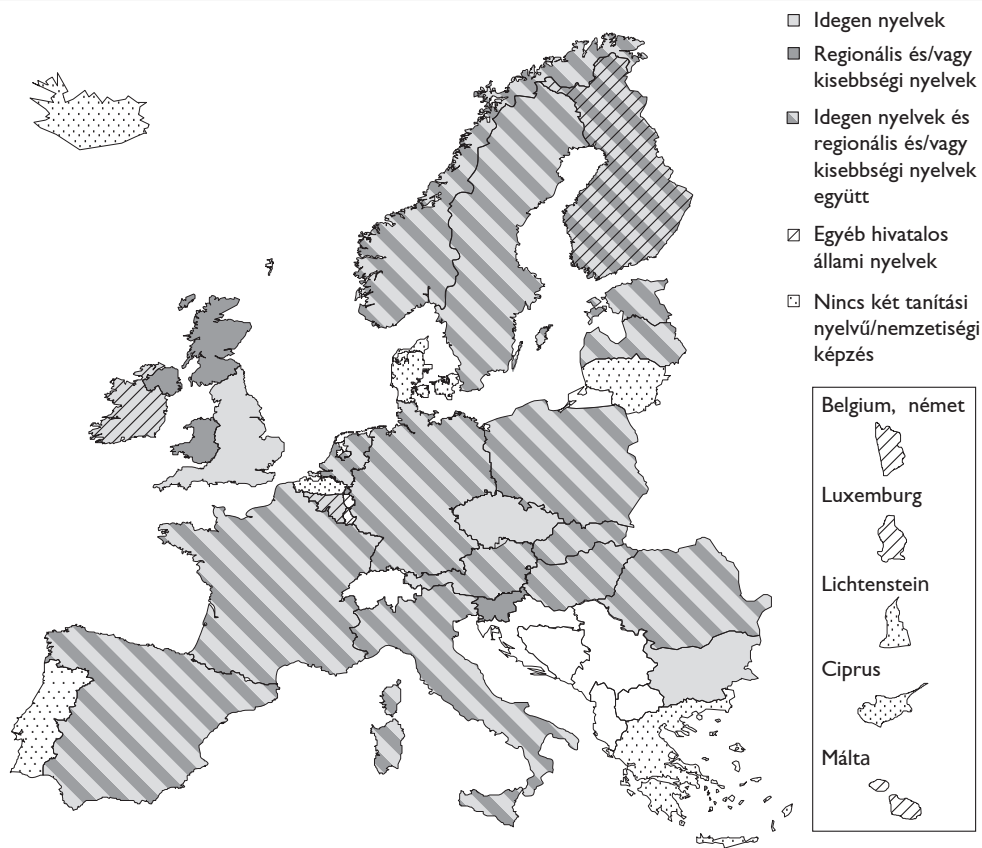 Idegen nyelvek
Regionális és/vagy
kisebbségi nyelvek
Idegen nyelvek és
regionális és/vagy
kisebbségi nyelvek
együtt
Egyéb hivatalos
állami nyelvek
Nincs két tanítási
nyelvű/nemzetiségi
képzés
Belgium, német
Luxemburg
Lichtenstein
Ciprus
Málta